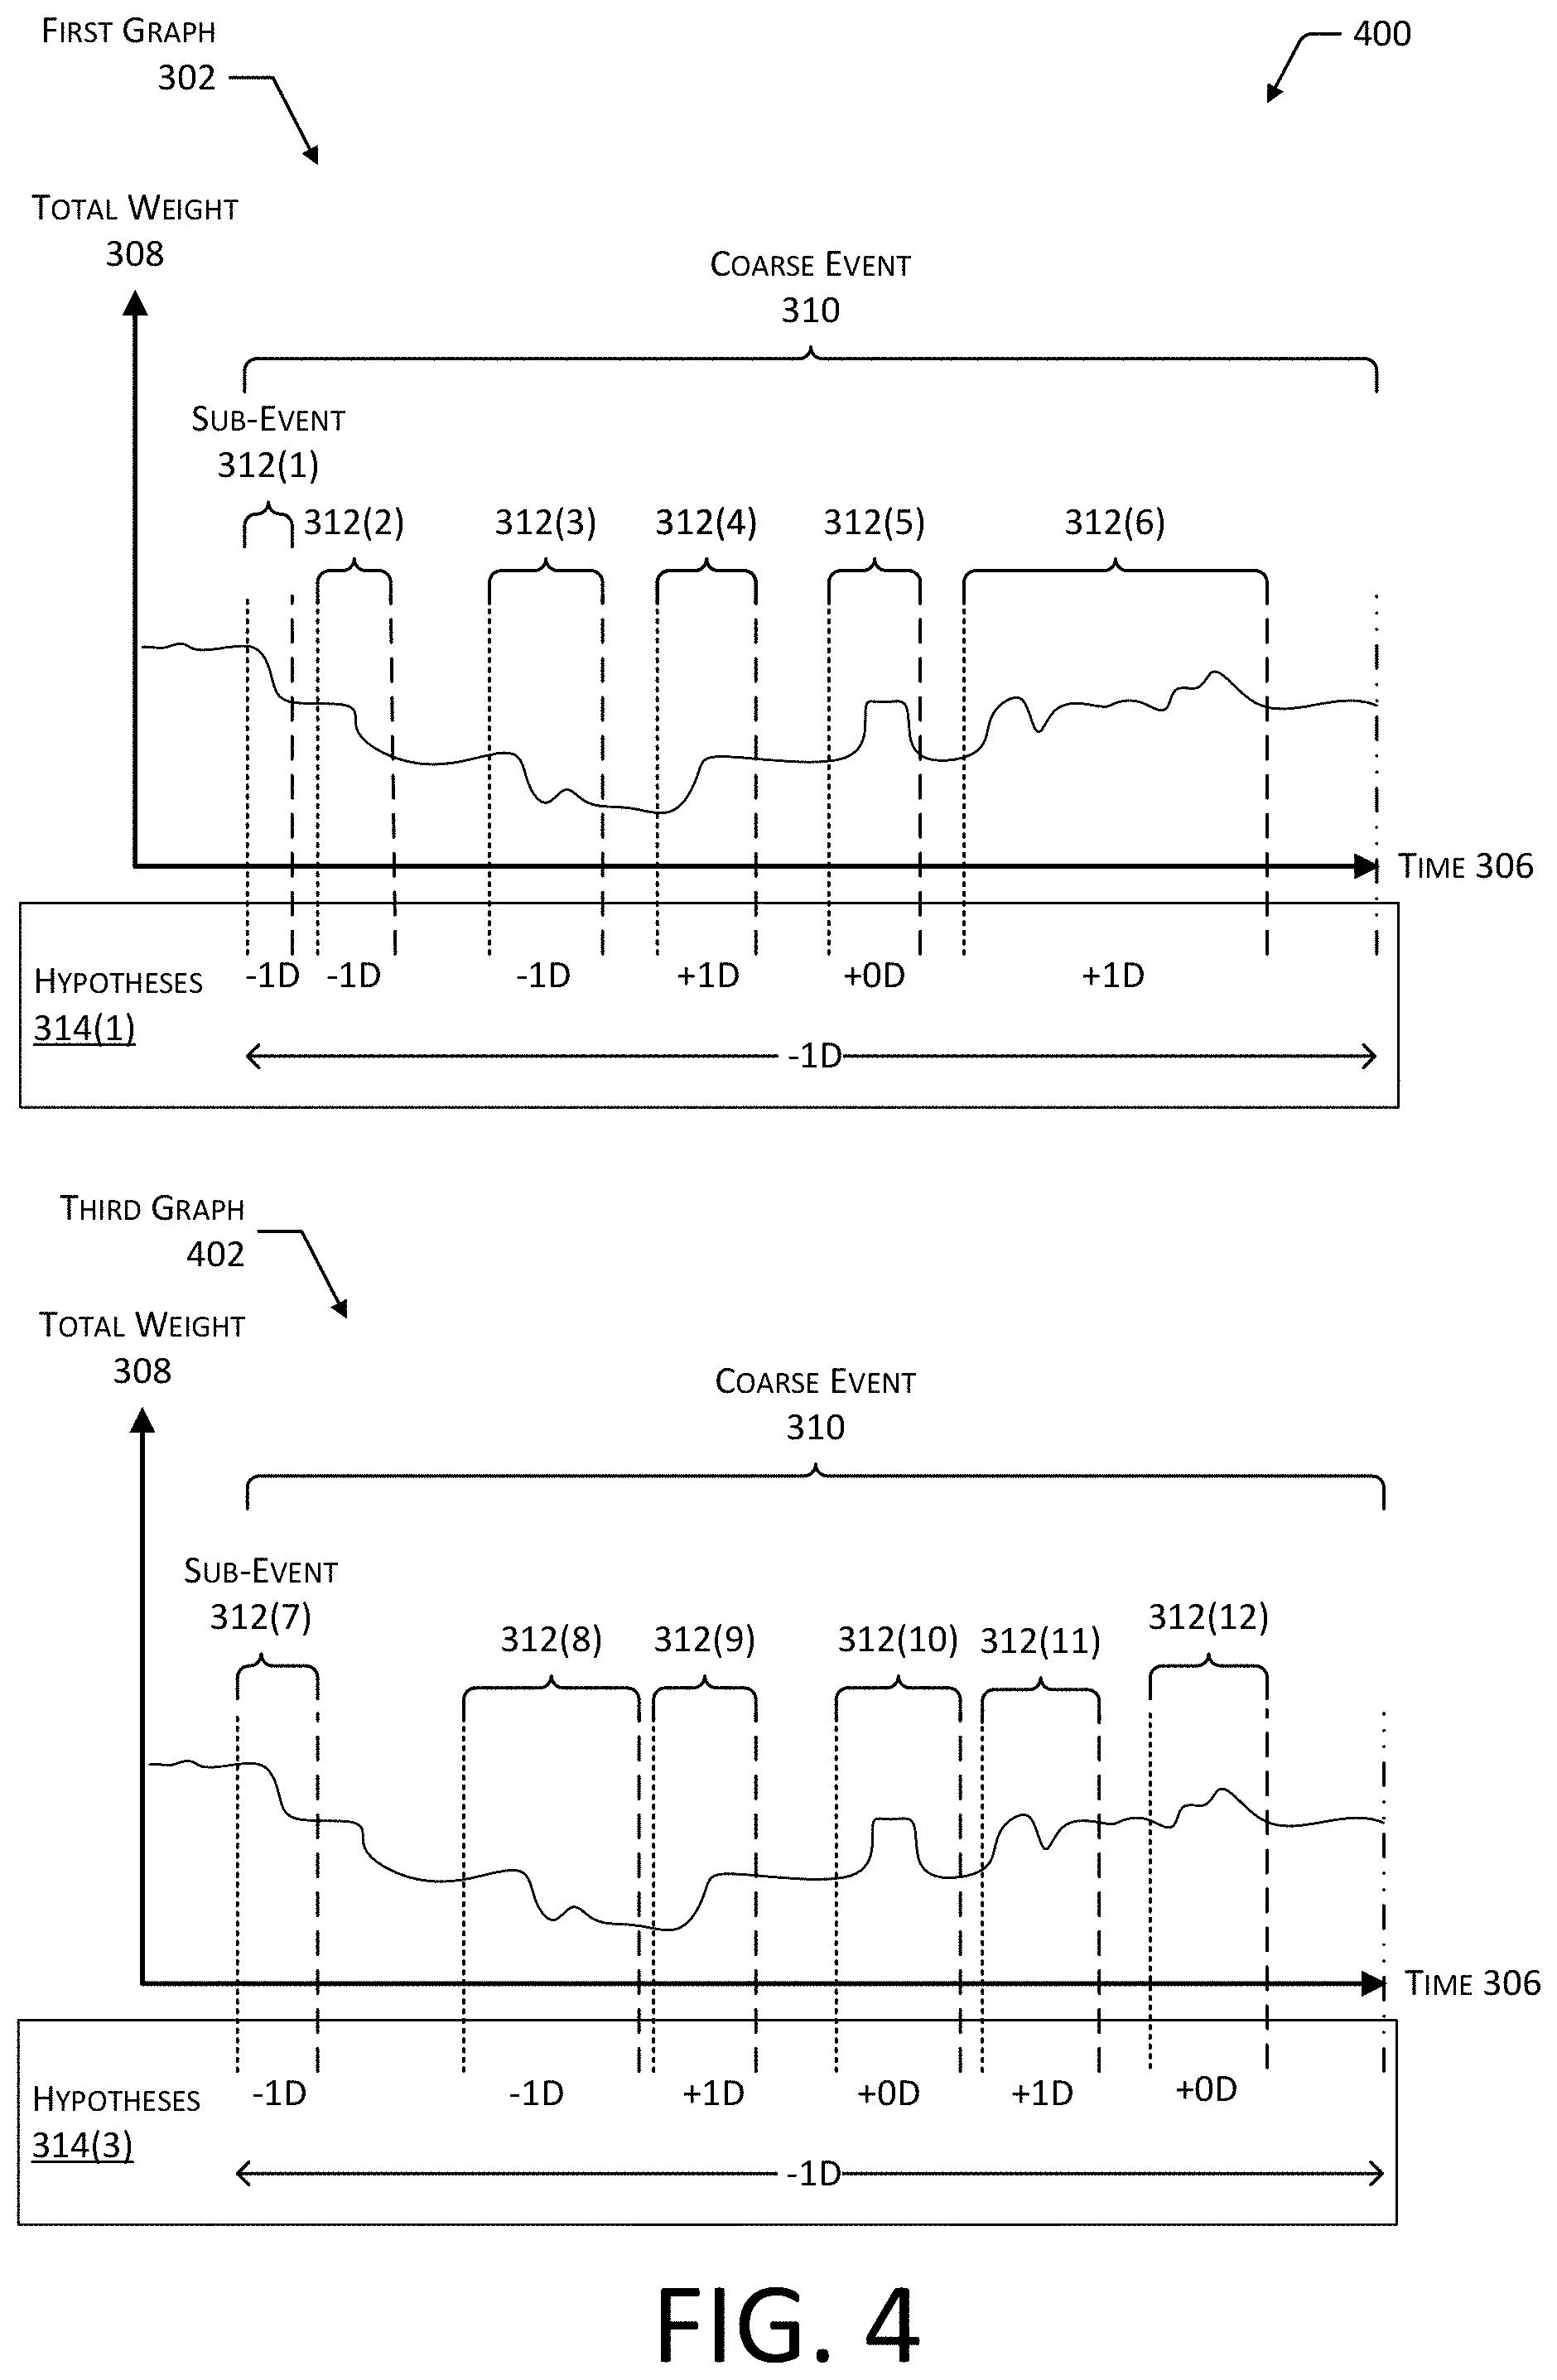 First Graph
302
400
Total Weight
308
Coarse Event
310
Sub-Event
312(1)
312(2) 312(3) 312(4) 312(5) 312(6)
Time 306
Hypotheses
314(1)
-1D -1D -1D +1D +0D +1D
-1D
Third Graph
402
Total Weight
308
Coarse Event
310
Sub-Event
312(7)
312(8) 312(9) 312(10) 312(11) 312(12)
Time 306
Hypotheses
314(3)
-1D -1D +1D +0D +1D +0D
-1D
FIG. 4